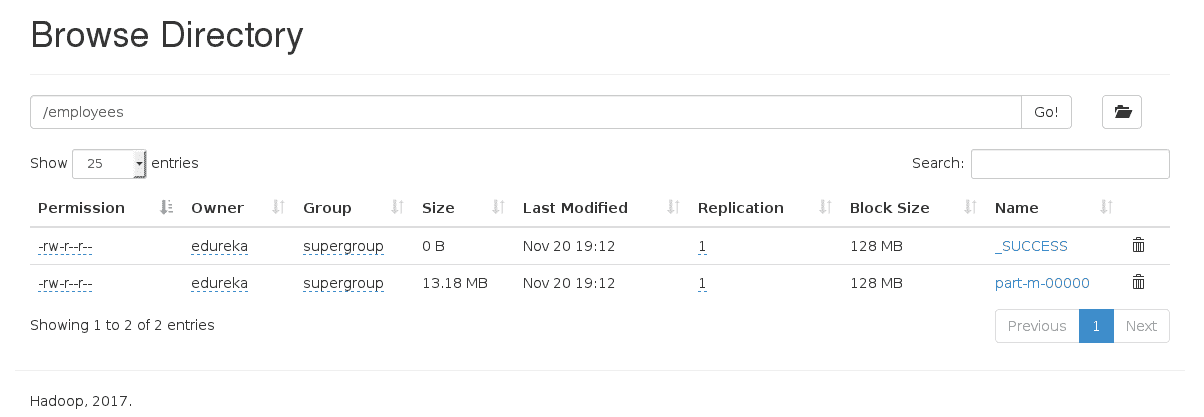 Browse Directory
/employees Go!
Show 25 entries Search:
Permission Owner Group Size Last Modified Replication Block Size Name
-rw-r--r-- edureka supergroup 0 B Nov 20 19:12 1 128 MB _SUCCESS
-rw-r--r-- edureka supergroup 13.18 MB Nov 20 19:12 1 128 MB part-m-00000
Showing 1 to 2 of 2 entries Previous 1 Next
Hadoop, 2017.